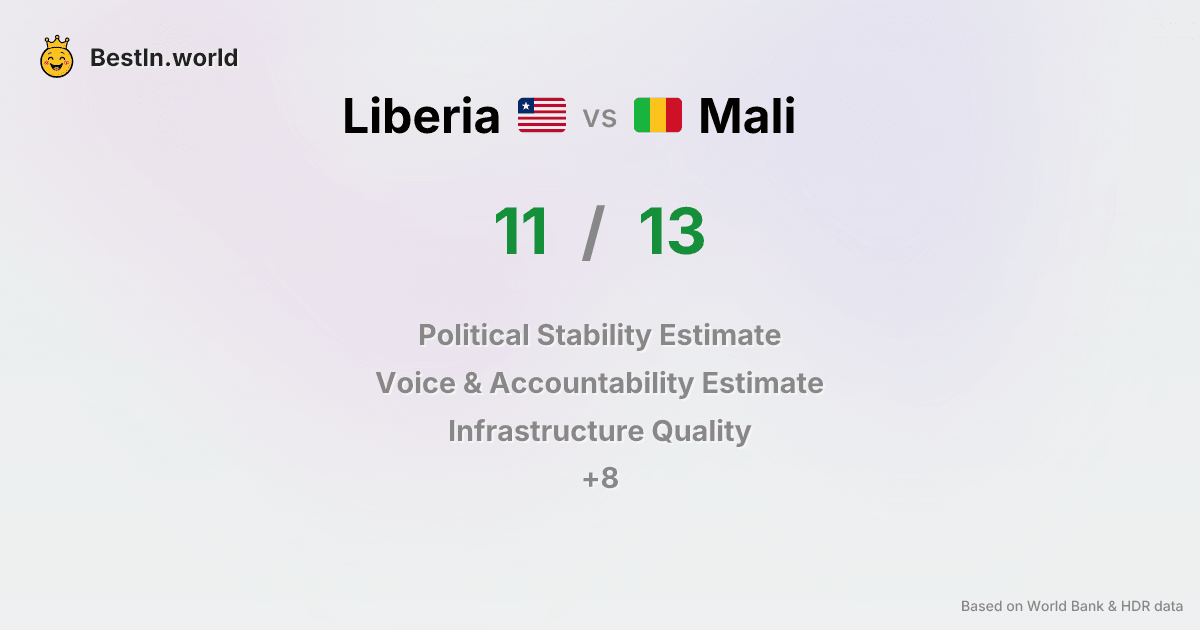 BestIn.world
Liberia vs Mali
11 / 13
Political Stability Estimate
Voice & Accountability Estimate
Infrastructure Quality
+8
Based on World Bank & HDR data